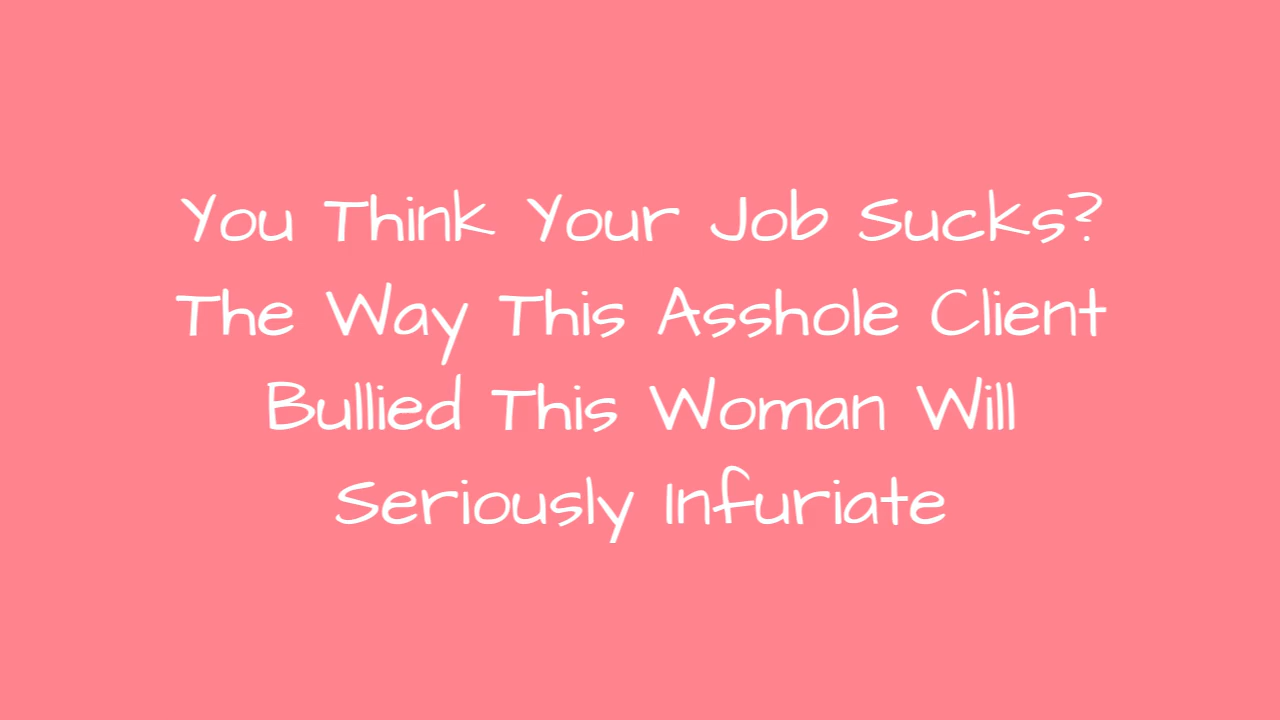 You Think Your Job Sucks?
The Way This Asshole Client
Bullied This Woman Will
Seriously Infuriate